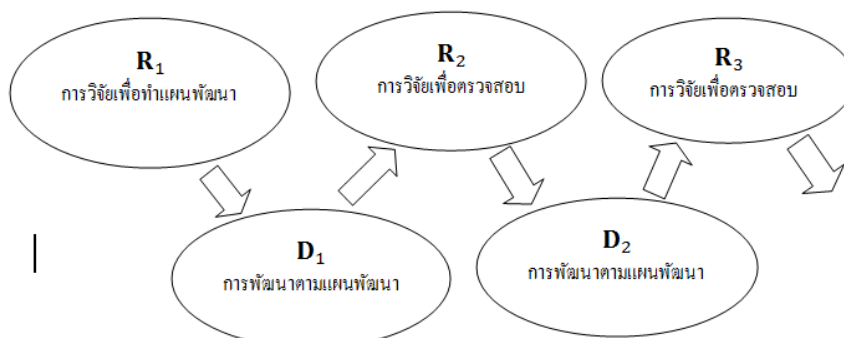 R₁
การวิจัยเพื่อทำแผนพัฒนา
R₂
การวิจัยเพื่อตรวจสอบ
R₃
การวิจัยเพื่อตรวจสอบ
D₁
การพัฒนาตามแผนพัฒนา
D₂
การพัฒนาตามแผนพัฒนา